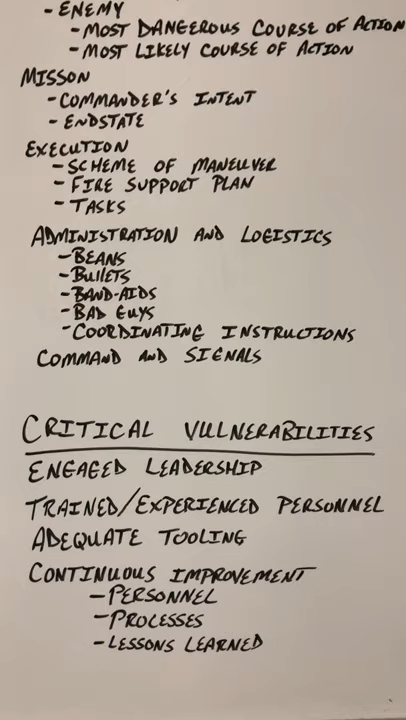 - ENEMY
- MOST DANGEROUS COURSE OF ACTION
- MOST LIKELY COURSE OF ACTION
MISSON
- COMMANDER'S INTENT
- ENDSTATE
EXECUTION
- SCHEME OF MANEUVER
- FIRE SUPPORT PLAN
- TASKS
ADMINISTRATION AND LOGISTICS
- BEANS
- BULLETS
- BAND-AIDS
- BAD GUYS
- COORDINATING INSTRUCTIONS
COMMAND AND SIGNALS
CRITICAL VULNERABILITIES
ENGAGED LEADERSHIP
TRAINED/EXPERIENCED PERSONNEL
ADEQUATE TOOLING
CONTINUOUS IMPROVEMENT
- PERSONNEL
- PROCESSES
- LESSONS LEARNED